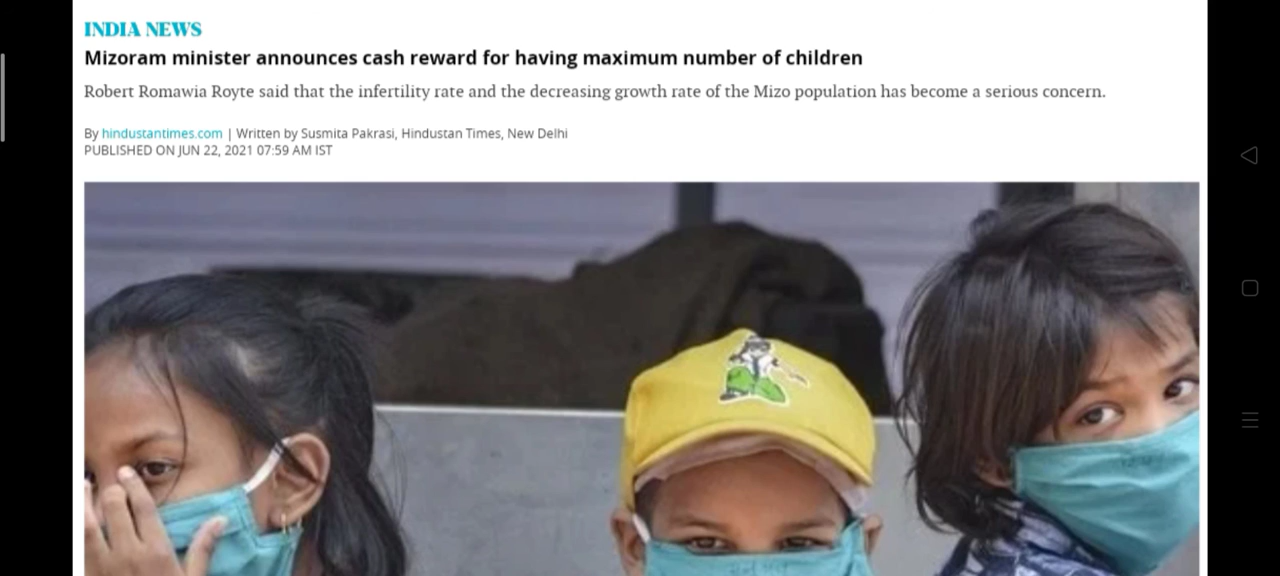 INDIA NEWS
Mizoram minister announces cash reward for having maximum number of children
Robert Romawia Royte said that the infertility rate and the decreasing growth rate of the Mizo population has become a serious concern.
By hindustantimes.com | Written by Susmita Pakrasi, Hindustan Times, New Delhi
PUBLISHED ON JUN 22, 2021 07:59 AM IST